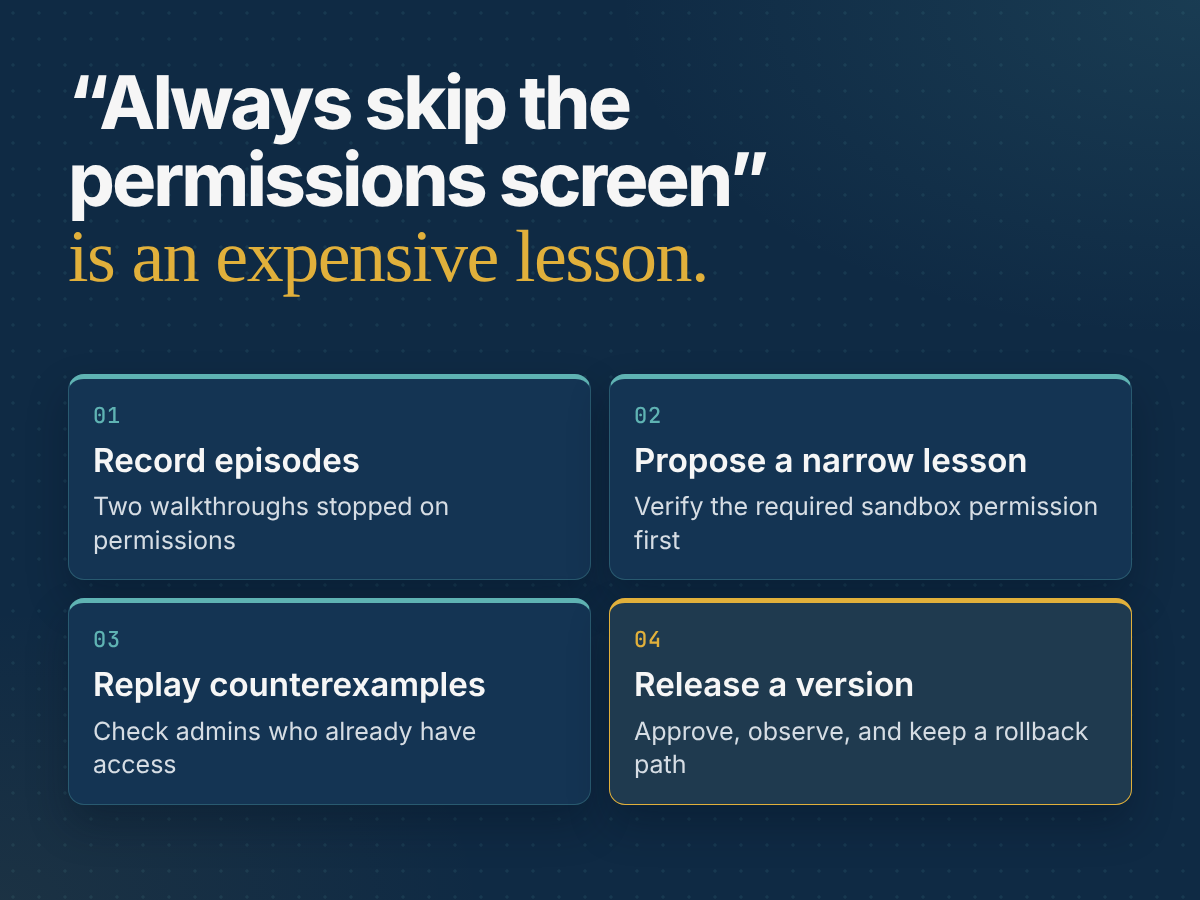 “Always skip the
permissions screen”
is an expensive lesson.
01
Record episodes
Two walkthroughs stopped on
permissions
02
Propose a narrow lesson
Verify the required sandbox permission
first
03
Replay counterexamples
Check admins who already have
access
04
Release a version
Approve, observe, and keep a rollback
path